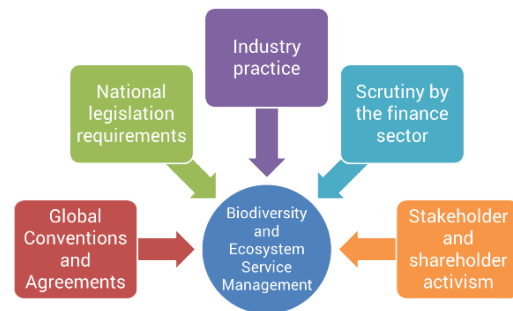 Industry
practice
National
legislation
requirements
Scrutiny by
the finance
sector
Global
Conventions
and
Agreements
Biodiversity
and
Ecosystem
Service
Management
Stakeholder
and
shareholder
activism